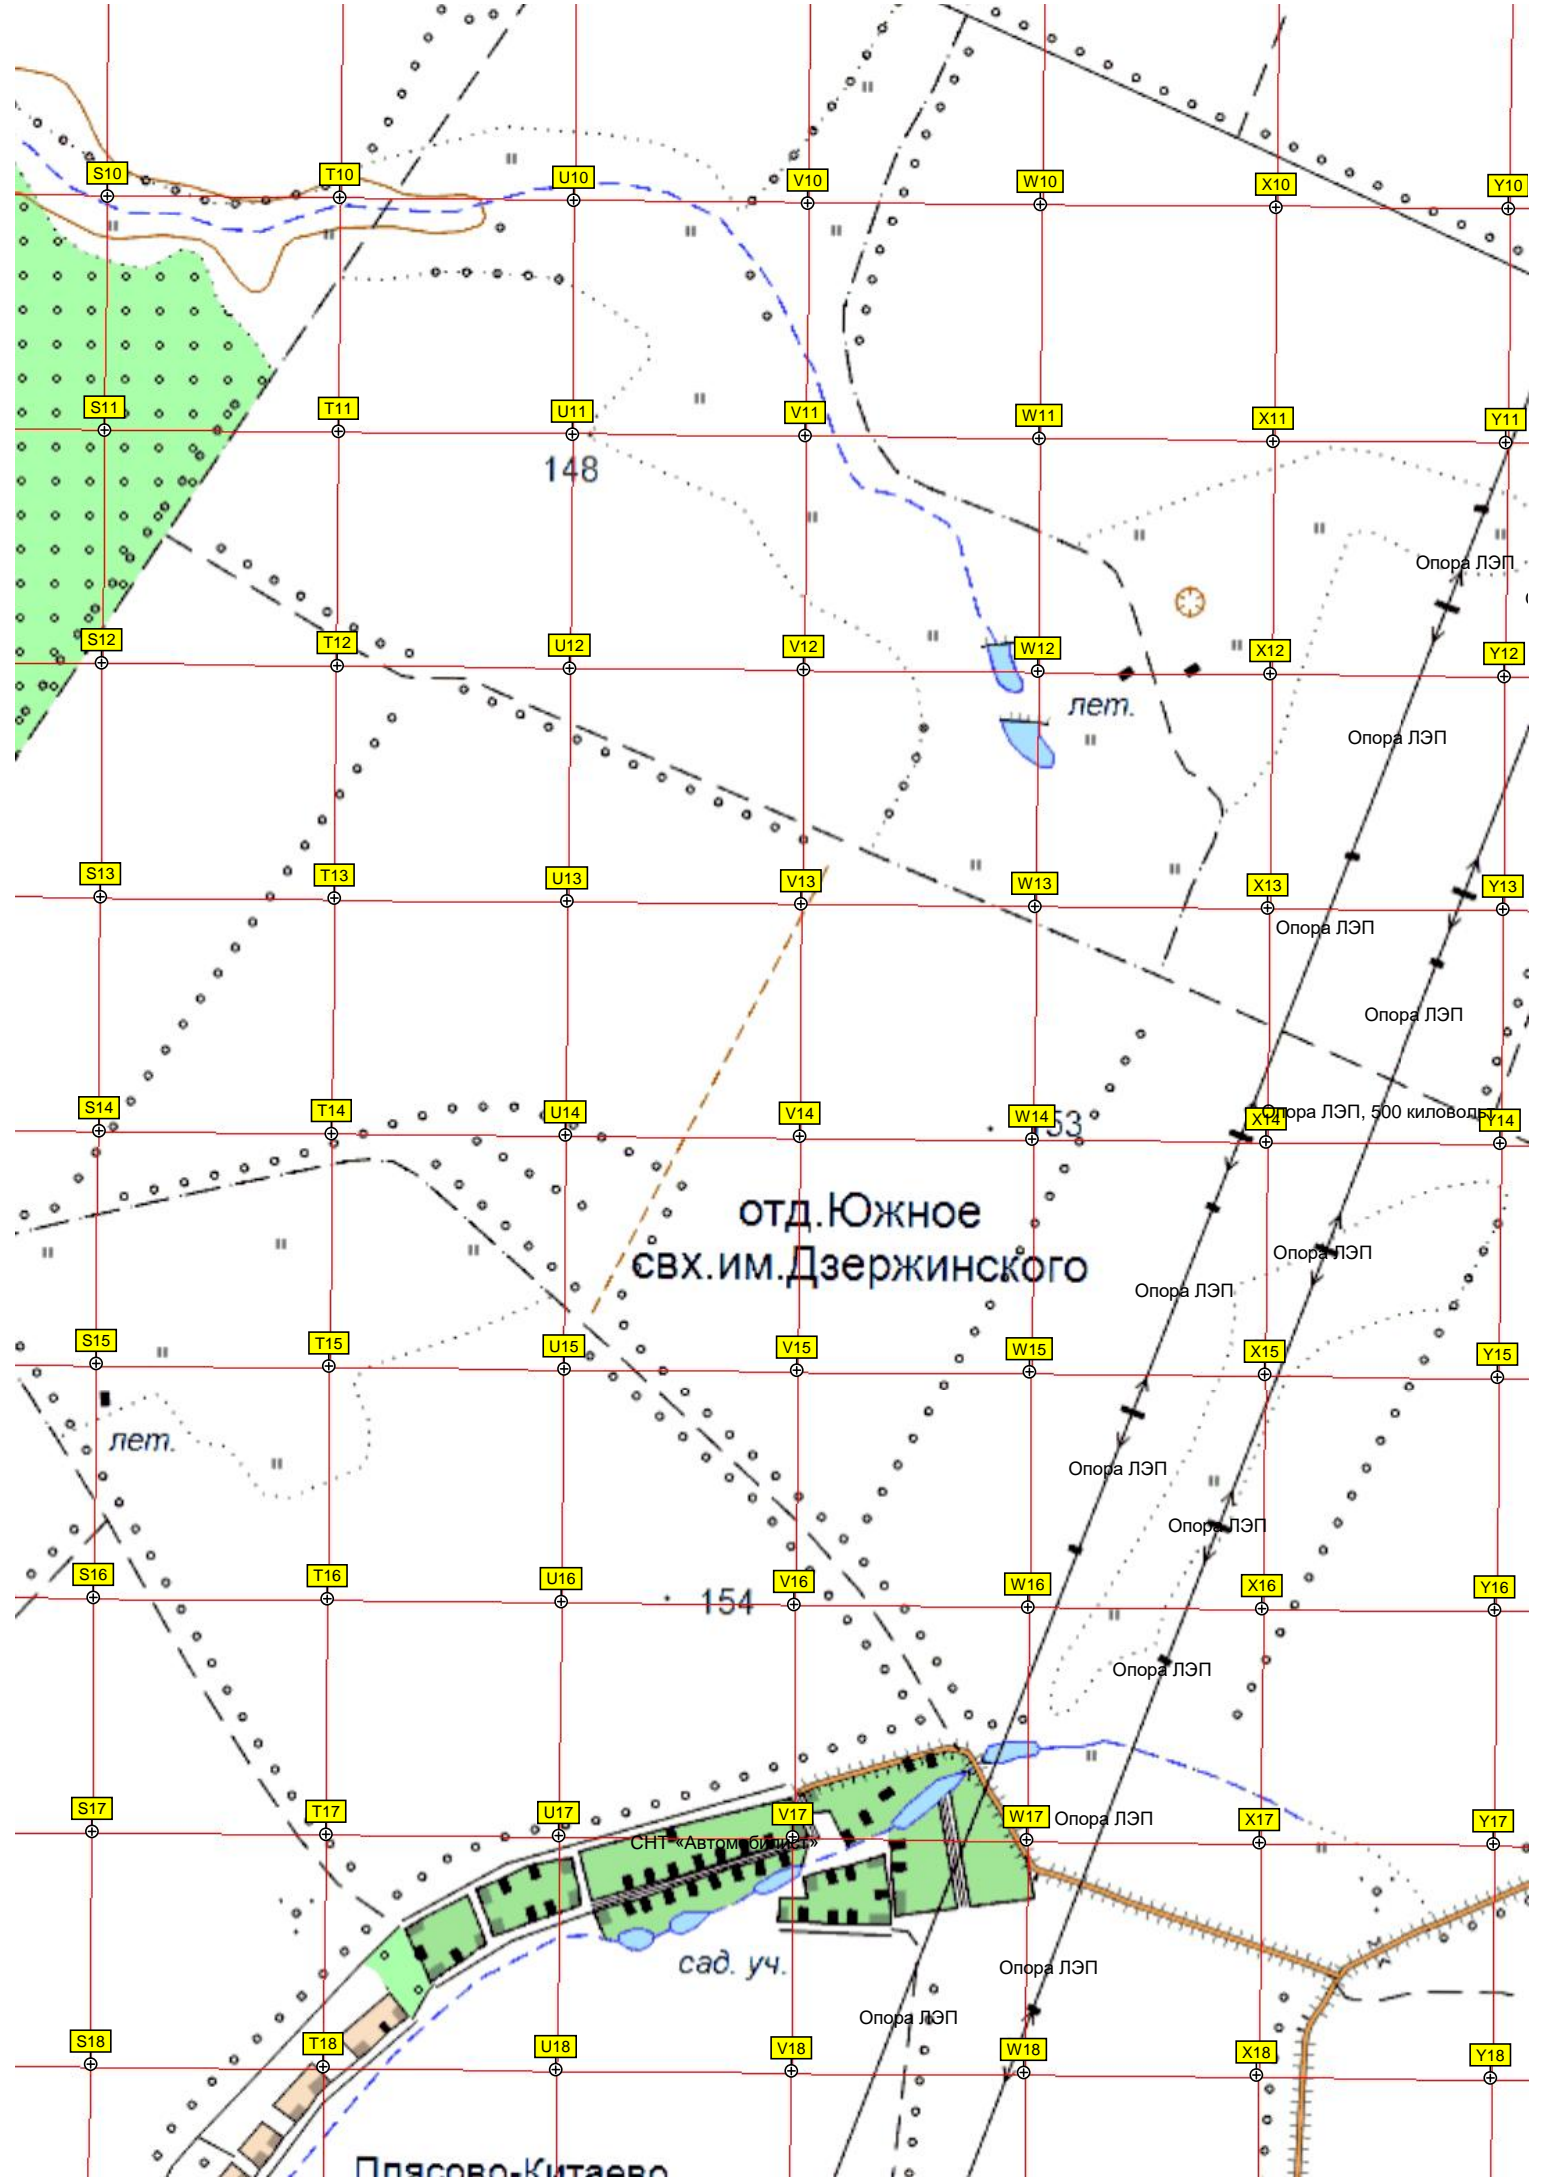 S10 T10 U10 V10 W10 X10 Y10
S11 T11 U11 V11 W11 X11 Y11
148
Опора ЛЭП
S12 T12 U12 V12 W12 X12 Y12
лет.
Опора ЛЭП
S13 T13 U13 V13 W13 X13 Y13
Опора ЛЭП
Опора ЛЭП
S14 T14 U14 V14 W14 X14 Y14
53
Опора ЛЭП, 500 киловольт
отд.Южное
свх.им.Дзержинского
Опора ЛЭП
Опора ЛЭП
S15 T15 U15 V15 W15 X15 Y15
лет.
Опора ЛЭП
Опора ЛЭП
S16 T16 U16 V16 W16 X16 Y16
154
Опора ЛЭП
S17 T17 U17 V17 W17 X17 Y17
Опора ЛЭП
СНТ «Автомобилист»
сад. уч.
Опора ЛЭП
Опора ЛЭП
S18 T18 U18 V18 W18 X18 Y18
Плясово-Китаево